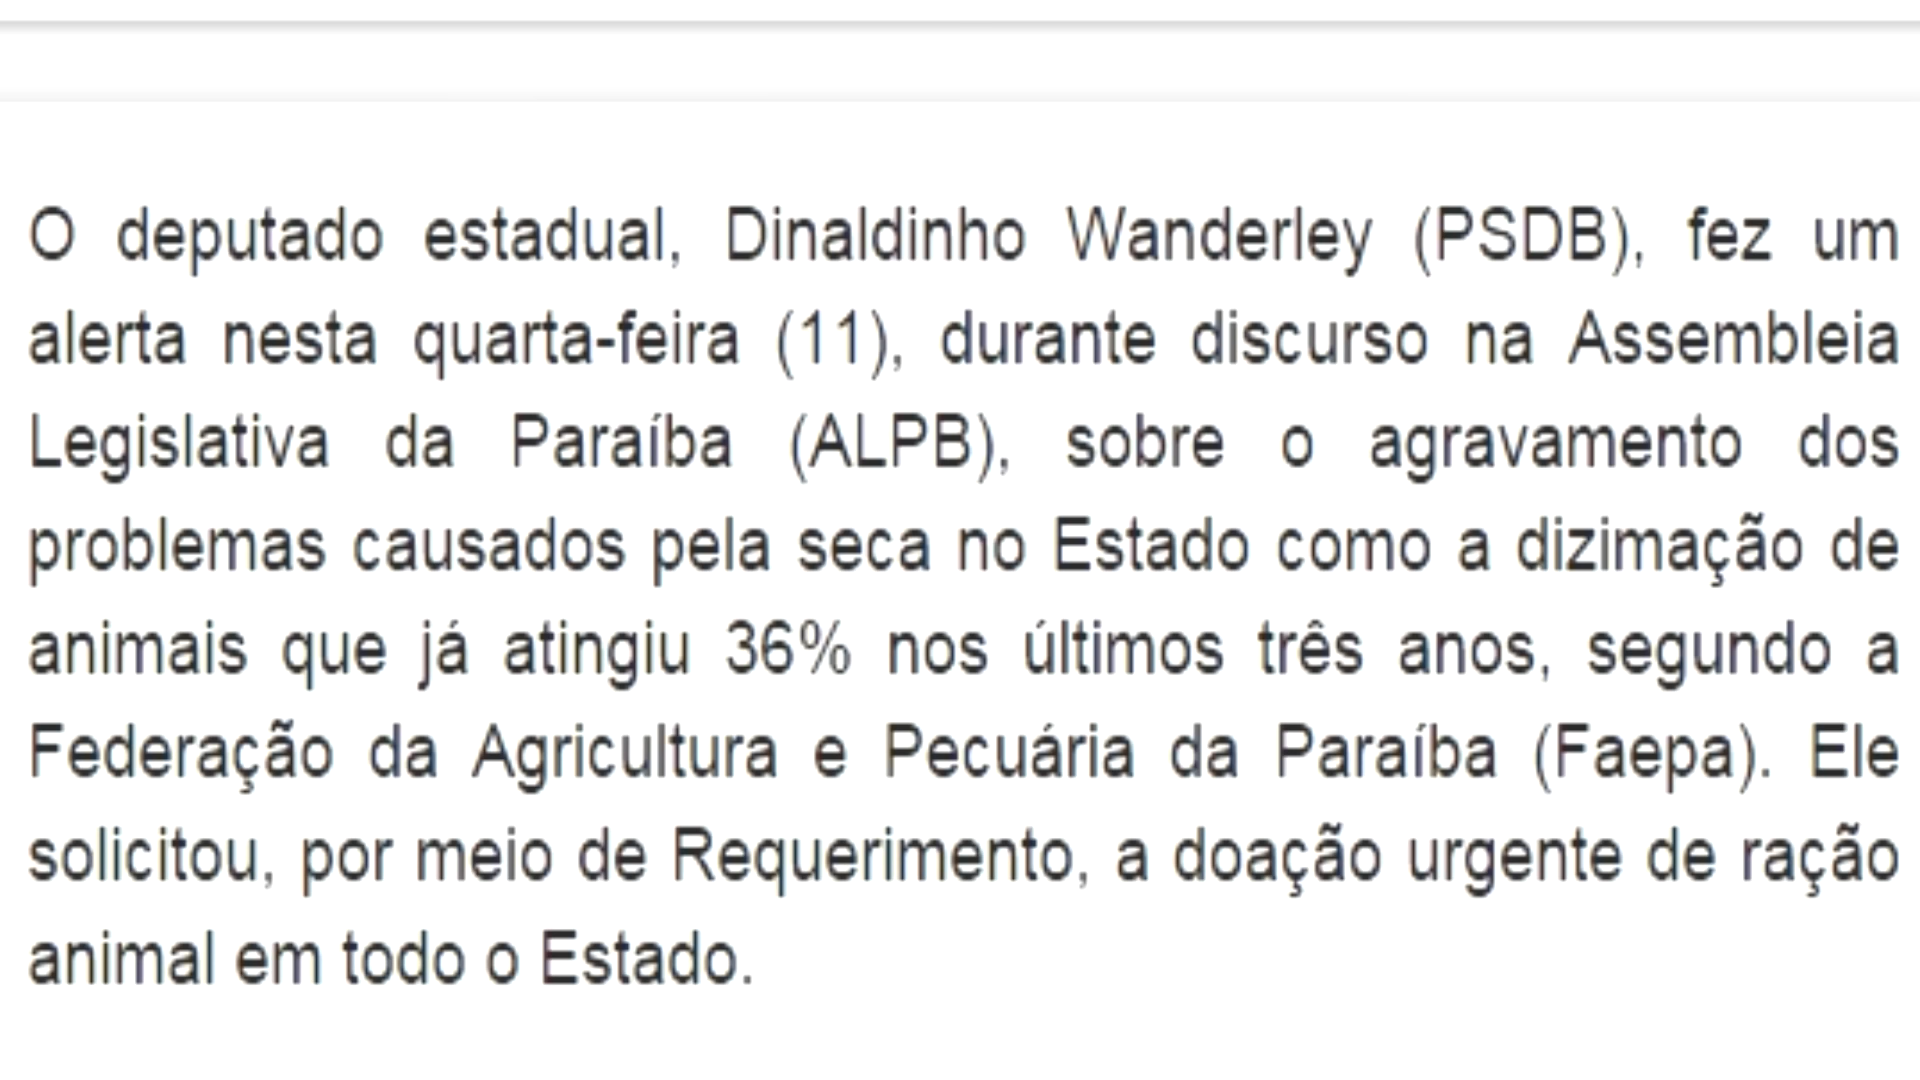 O deputado estadual, Dinaldinho Wanderley (PSDB), fez um
alerta nesta quarta-feira (11), durante discurso na Assembleia
Legislativa da Paraíba (ALPB), sobre o agravamento dos
problemas causados pela seca no Estado como a dizimação de
animais que já atingiu 36% nos últimos três anos, segundo a
Federação da Agricultura e Pecuária da Paraíba (Faepa). Ele
solicitou, por meio de Requerimento, a doação urgente de ração
animal em todo o Estado.